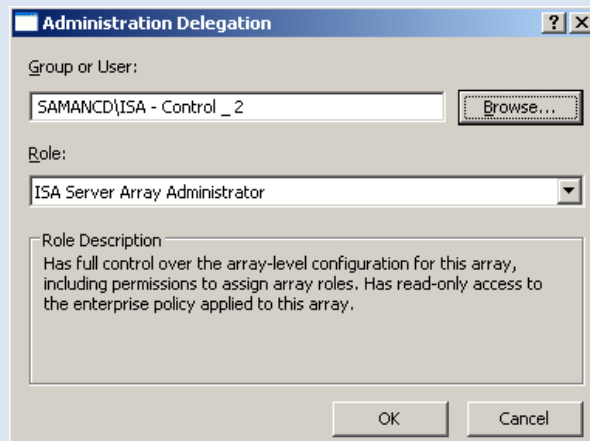 Administration Delegation
Group or User:
SAMANCD\ISA - Control _ 2
Browse...
Role:
ISA Server Array Administrator
Role Description
Has full control over the array-level configuration for this array,
including permissions to assign array roles. Has read-only access to
the enterprise policy applied to this array.
OK
Cancel